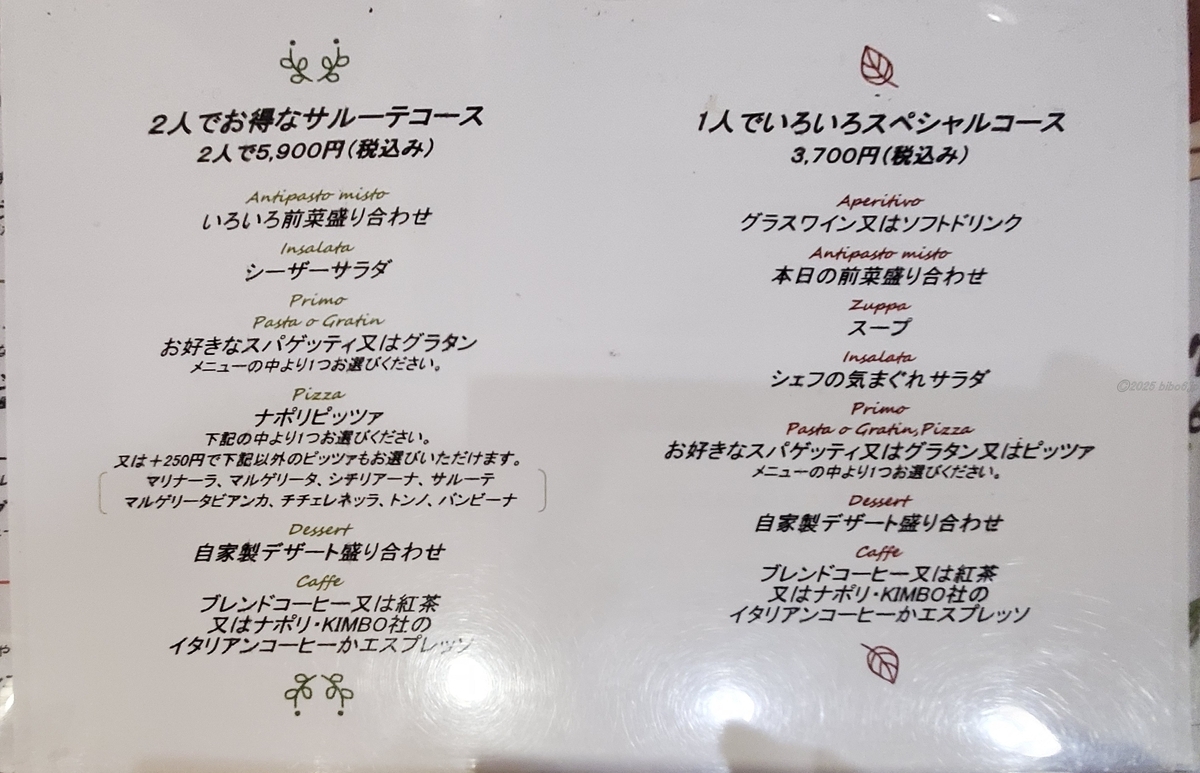 2人でお得なサルーテコース
2人で5,900円(税込み)
Antipasto misto
いろいろ前菜盛り合わせ
Insalata
シーザーサラダ
Primo
Pasta o Gratin
お好きなスパゲッティ又はグラタン
メニューの中より1つお選びください。
Pizza
ナポリピッツァ
下記の中より1つお選びください。
又は+250円で下記以外のピッツァもお選びいただけます。
マリナーラ、マルゲリータ、シチリアーナ、サルーテ
マルゲリータビアンカ、チチェレネッラ、トンノ、バンビーナ
Dessert
自家製デザート盛り合わせ
Caffe
ブレンドコーヒー又は紅茶
又はナポリ・KIMBO社の
イタリアンコーヒーかエスプレッソ
1人でいろいろスペシャルコース
3,700円(税込み)
Aperitivo
グラスワイン又はソフトドリンク
Antipasto misto
本日の前菜盛り合わせ
Zuppa
スープ
Insalata
シェフの気まぐれサラダ
Primo
Pasta o Gratin,Pizza
お好きなスパゲッティ又はグラタン又はピッツァ
メニューの中より1つお選びください。
Dessert
自家製デザート盛り合わせ
Caffe
ブレンドコーヒー又は紅茶
又はナポリ・KIMBO社の
イタリアンコーヒーかエスプレッソ